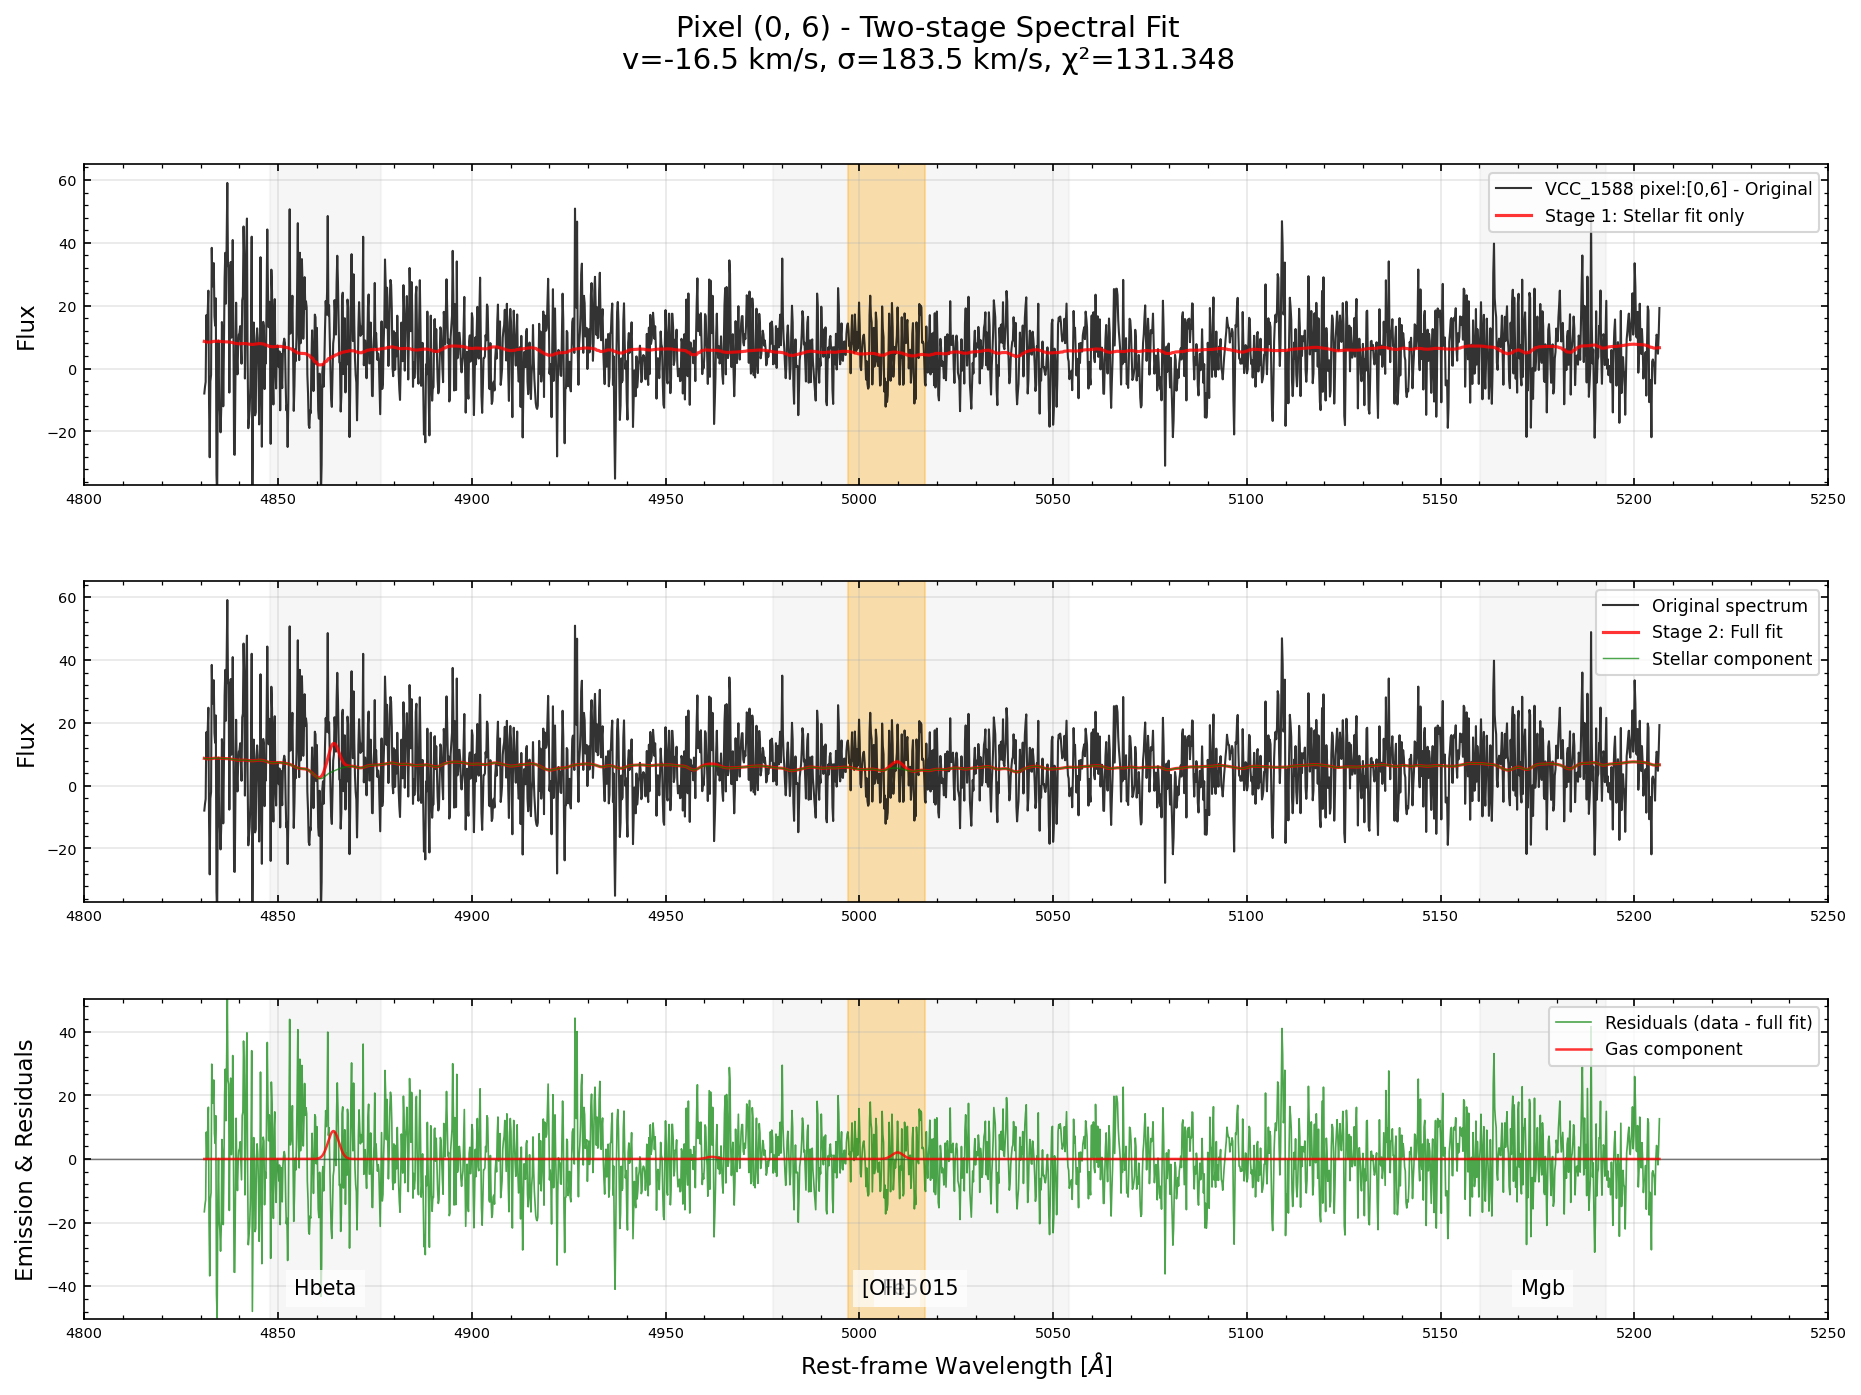 Pixel (0, 6) - Two-stage Spectral Fit
v=-16.5 km/s, σ=183.5 km/s, χ²=131.348
Flux
60
40
20
0
−20
VCC_1588 pixel:[0,6] - Original
Stage 1: Stellar fit only
4800 4850 4900 4950 5000 5050 5100 5150 5200 5250
Flux
60
40
20
0
−20
Original spectrum
Stage 2: Full fit
Stellar component
4800 4850 4900 4950 5000 5050 5100 5150 5200 5250
Emission & Residuals
40
20
0
−20
−40
Residuals (data - full fit)
Gas component
Hbeta
[OIII]
5015
Mgb
4800 4850 4900 4950 5000 5050 5100 5150 5200 5250
Rest-frame Wavelength [Å]